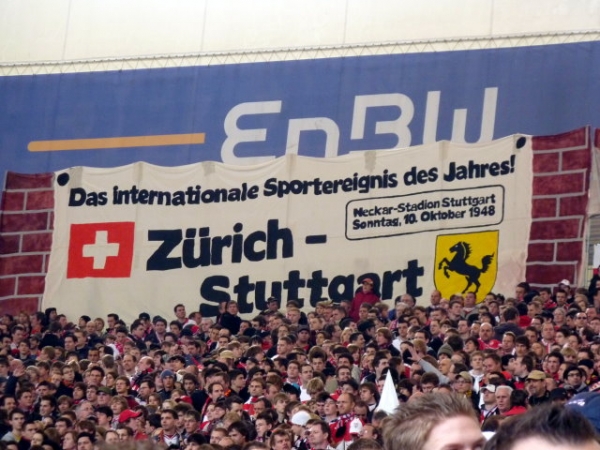 EnBW
Das internationale Sportereignis des Jahres!
Neckar-Stadion Stuttgart
Sonntag, 10. Oktober 1948
Zürich -
Stuttgart